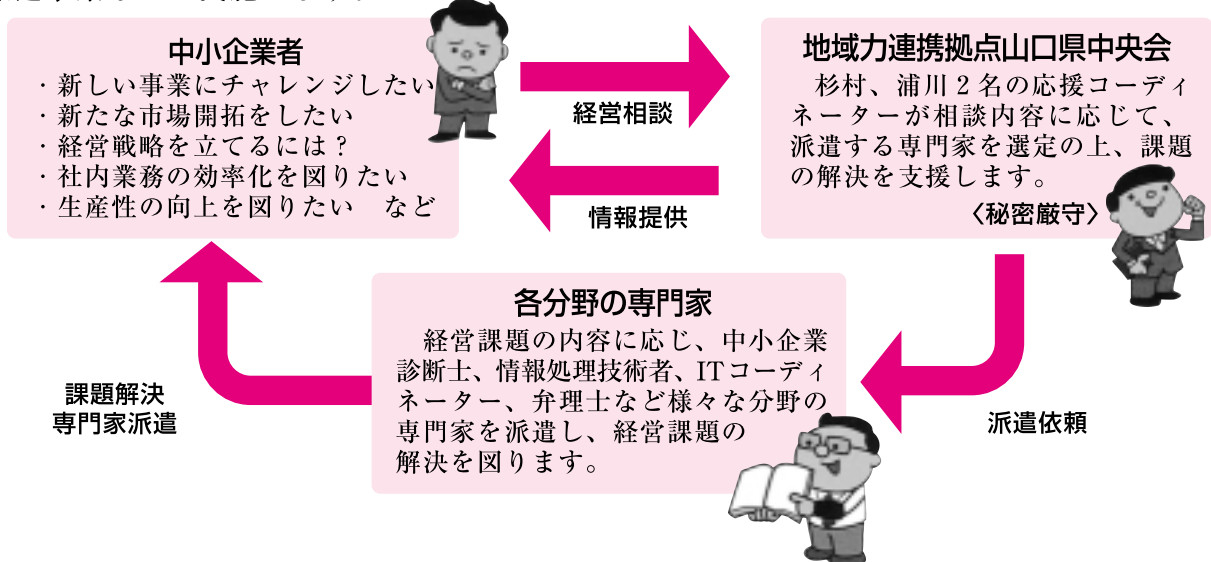 中小企業者
・新しい事業にチャレンジしたい
・新たな市場開拓をしたい
・経営戦略を立てるには？
・社内業務の効率化を図りたい
・生産性の向上を図りたい　など
経営相談
情報提供
地域力連携拠点山口県中央会
　杉村、浦川２名の応援コーディ
ネーターが相談内容に応じて、
派遣する専門家を選定の上、課題
の解決を支援します。
〈秘密厳守〉
各分野の専門家
　経営課題の内容に応じ、中小企業
診断士、情報処理技術者、ITコーディ
ネーター、弁理士など様々な分野の
専門家を派遣し、経営課題の
解決を図ります。
課題解決
専門家派遣
派遣依頼